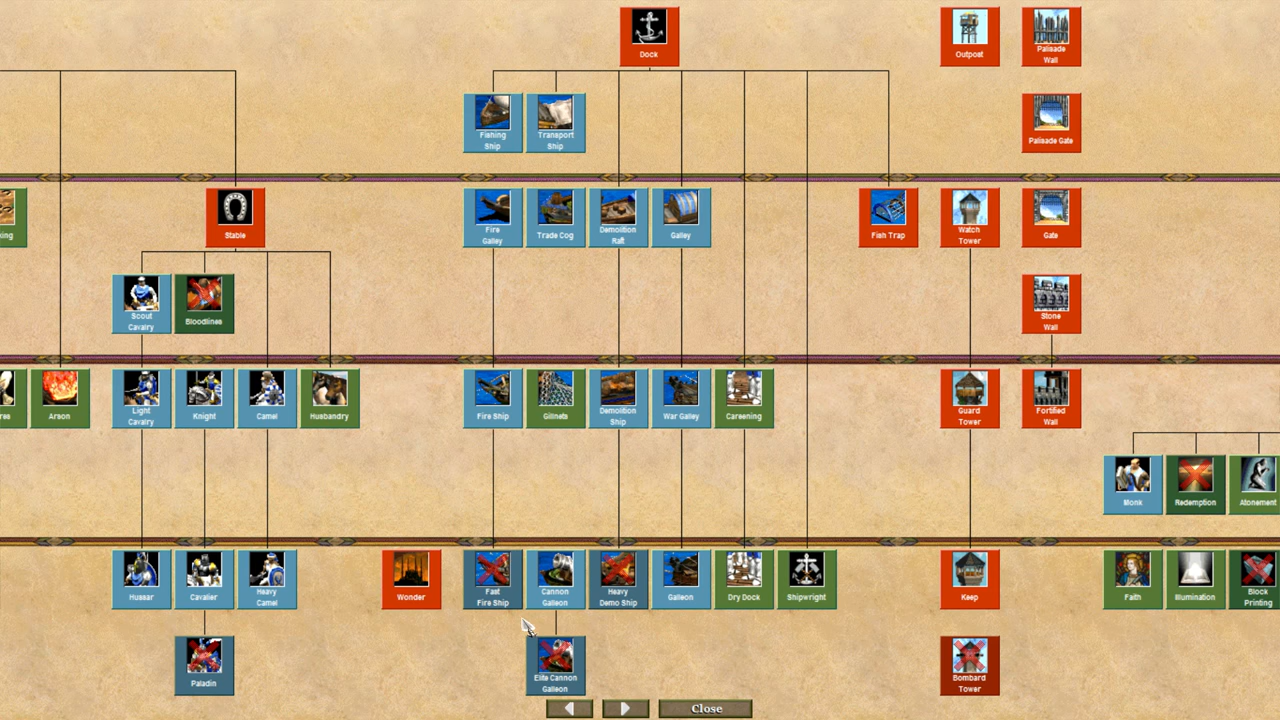 Dock
Outpost
Palisade
Wall
Fishing
Ship
Transport
Ship
Palisade Gate
king
Stable
Fire
Galley
Trade Cog
Demolition
Raft
Galley
Fish Trap
Watch
Tower
Gate
Scout
Cavalry
Bloodlines
Stone
Wall
res
Arson
Light
Cavalry
Knight
Camel
Husbandry
Fire Ship
Gillnets
Demolition
Ship
War Galley
Careening
Guard
Tower
Fortified
Wall
Monk
Redemption
Atonement
Hussar
Cavalier
Heavy
Camel
Wonder
Fast
Fire Ship
Cannon
Galleon
Heavy
Demo Ship
Galleon
Dry Dock
Shipwright
Keep
Faith
Illumination
Block
Printing
Paladin
Elite Cannon
Galleon
Bombard
Tower
Close